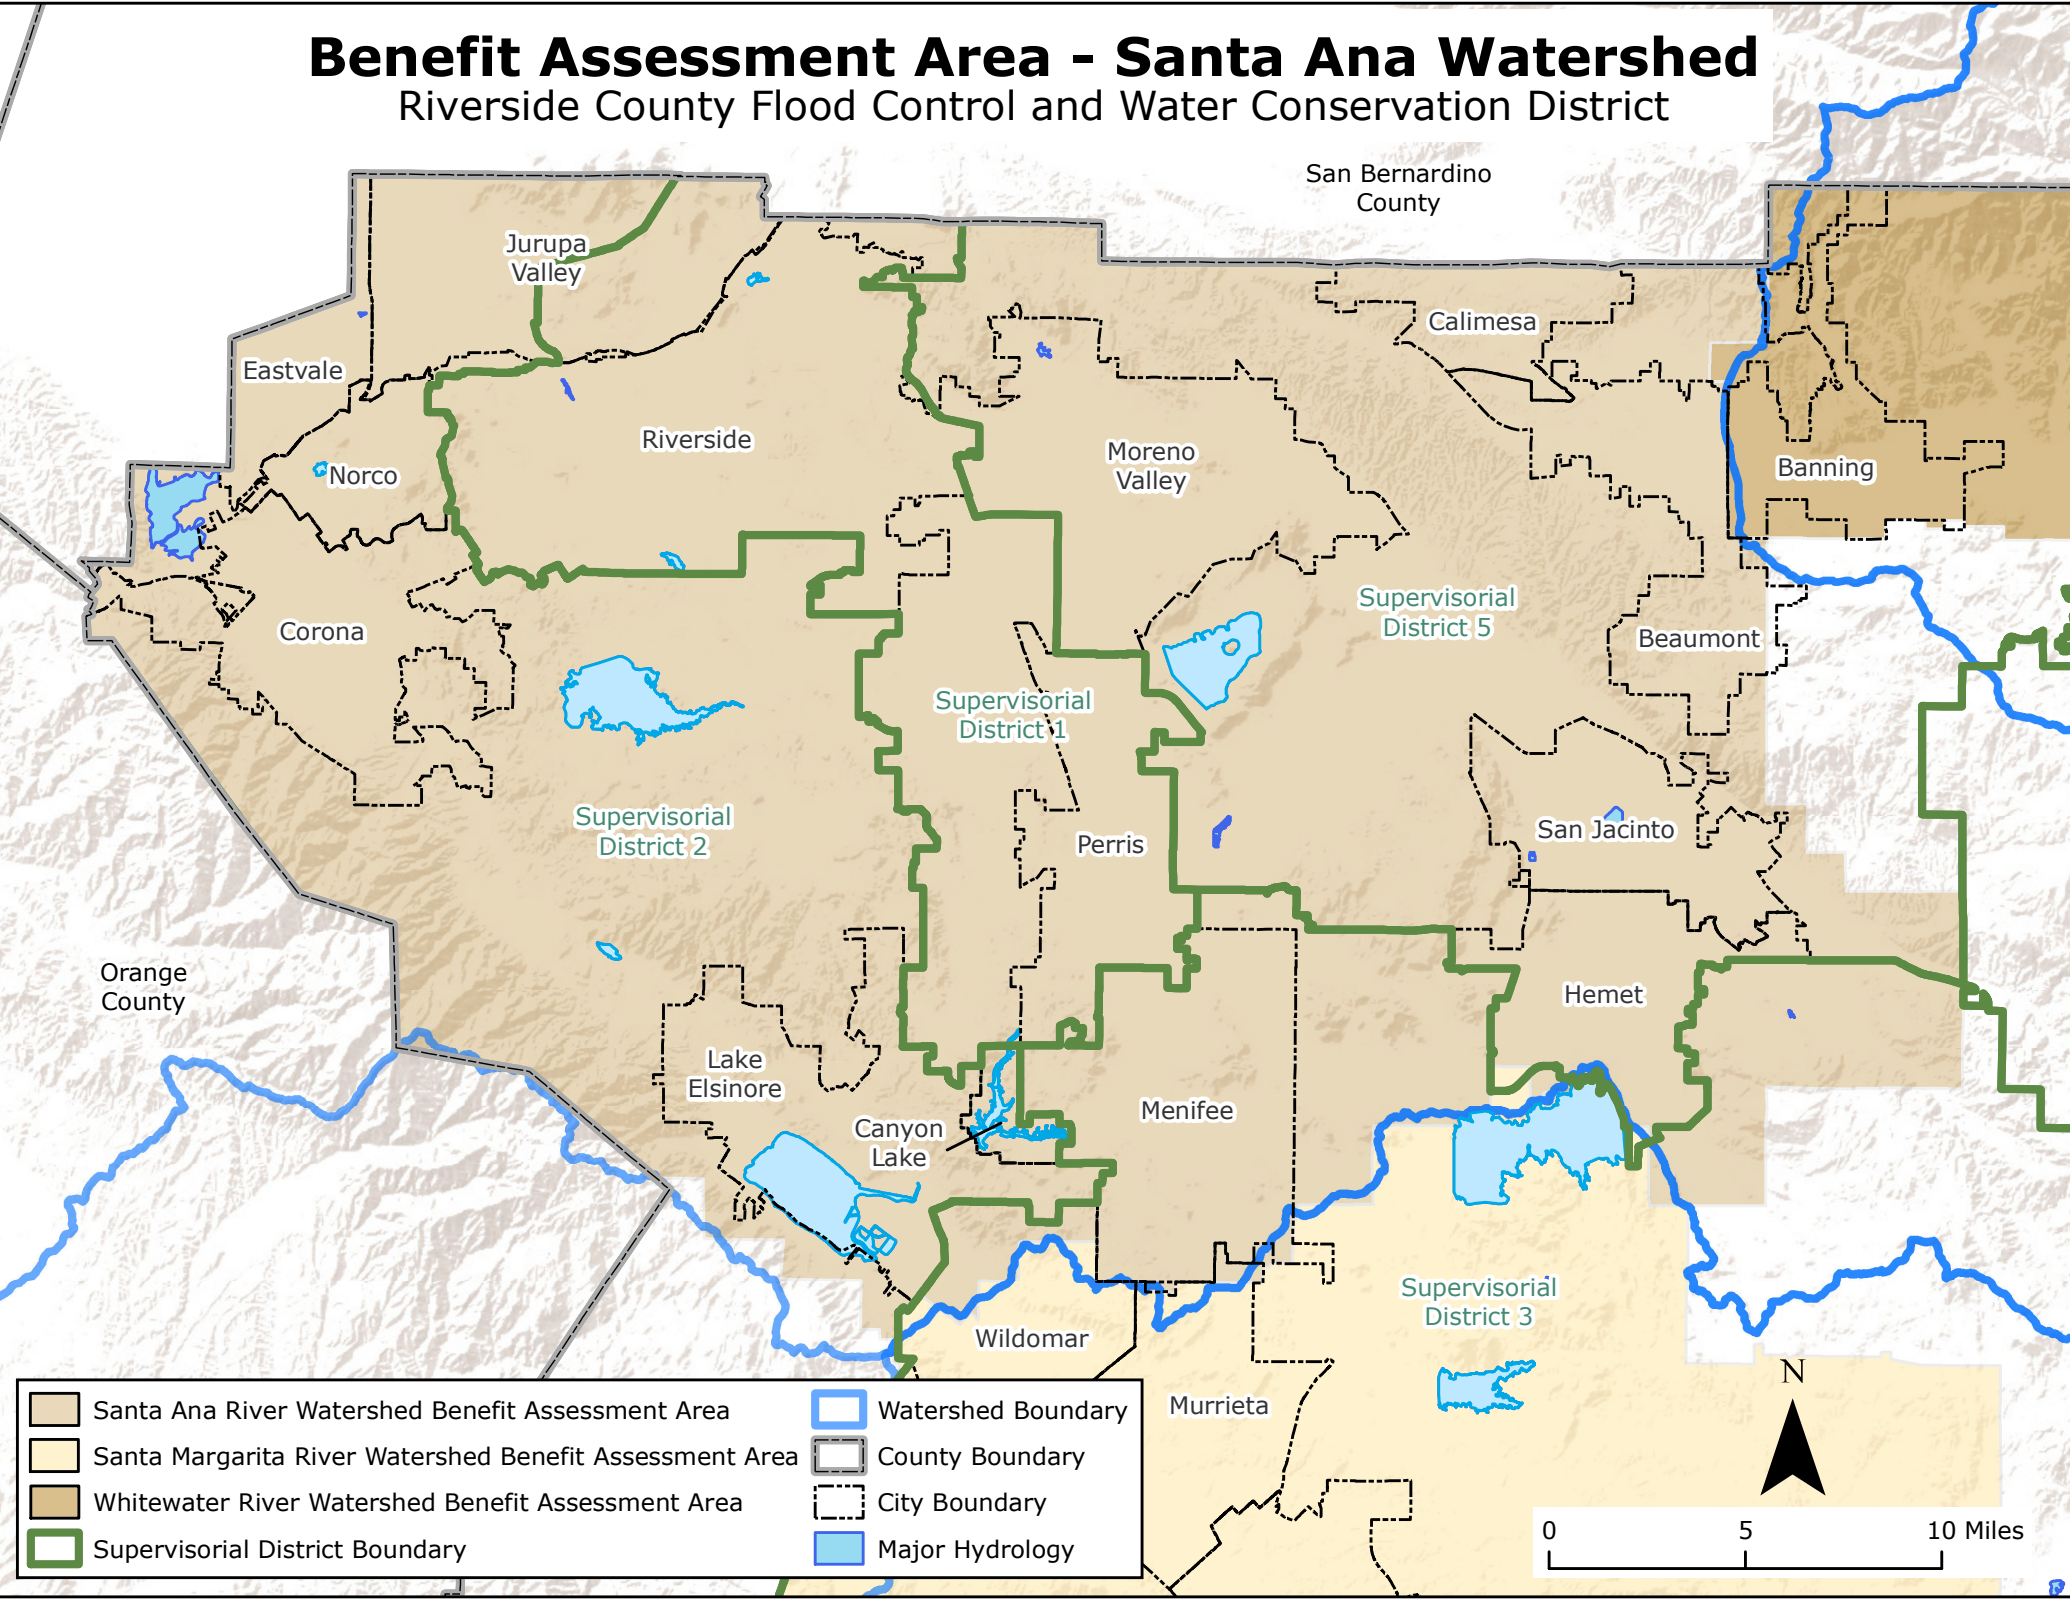 Benefit Assessment Area - Santa Ana Watershed
Riverside County Flood Control and Water Conservation District
San Bernardino
County
Jurupa
Valley
Calimesa
Eastvale
Riverside
Moreno
Valley
Banning
Norco
Supervisorial
District 5
Corona
Beaumont
Supervisorial
District 1
Supervisorial
District 2
Perris
San Jacinto
Orange
County
Hemet
Lake
Elsinore
Menifee
Canyon
Lake
Supervisorial
District 3
Wildomar
Murrieta
N
Santa Ana River Watershed Benefit Assessment Area
Santa Margarita River Watershed Benefit Assessment Area
Whitewater River Watershed Benefit Assessment Area
Supervisorial District Boundary
Watershed Boundary
County Boundary
City Boundary
Major Hydrology
0 5 10 Miles